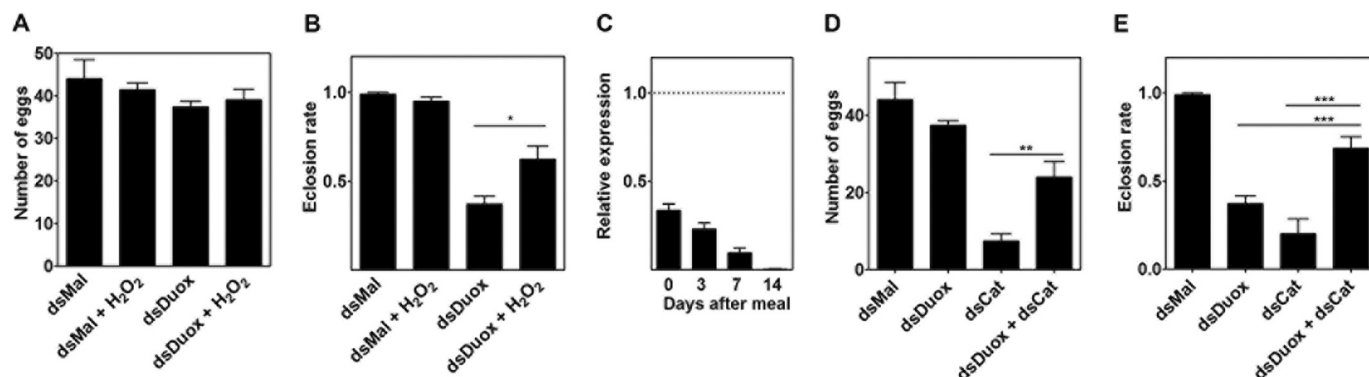 A
Number of eggs
50
40
30
20
10
0
dsMal
dsMal + H₂O₂
dsDuox
dsDuox + H₂O₂
B
Eclosion rate
1.0
0.5
*
dsMal
dsMal + H₂O₂
dsDuox
dsDuox + H₂O₂
C
Relative expression
1.0
0.5
0 3 7 14
Days after meal
D
Number of eggs
40
20
0
**
dsMal
dsDuox
dsCat
dsDuox + dsCat
E
Eclosion rate
1.0
0.5
0.0
***
***
dsMal
dsDuox
dsCat
dsDuox + dsCat